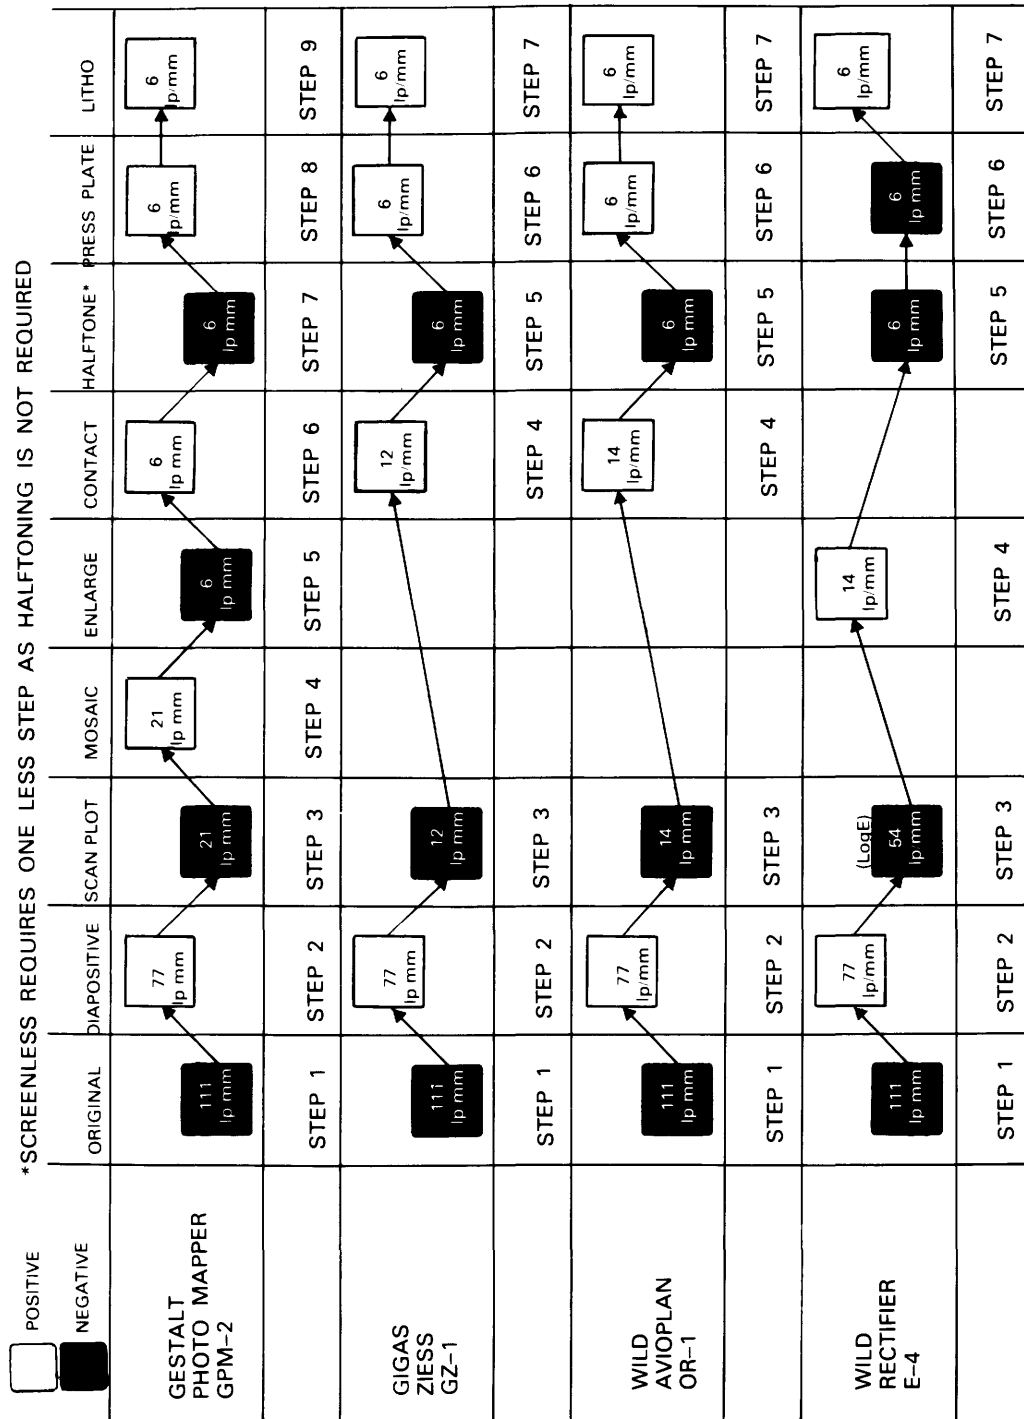 *SCREENLESS REQUIRES ONE LESS STEP AS HALFTONING IS NOT REQUIRED
POSITIVE
NEGATIVE
ORIGINAL DIAPOSITIVE SCAN PLOT MOSAIC ENLARGE CONTACT HALFTONE* PRESS PLATE LITHO
GESTALT
PHOTO MAPPER
GPM-2
111 77 21 21 6 6 6 6 6
lp mm lp mm lp mm lp mm lp mm lp mm lp mm lp/mm lp/mm
STEP 1 STEP 2 STEP 3 STEP 4 STEP 5 STEP 6 STEP 7 STEP 8 STEP 9
GIGAS
ZIESS
GZ-1
111 77 12 12 6 6 6
lp mm lp mm lp mm lp/mm lp mm lp/mm lp/mm
STEP 1 STEP 2 STEP 3 STEP 4 STEP 5 STEP 6 STEP 7
WILD
AVIOPLAN
OR-1
111 77 14 14 6 6 6
lp mm lp/mm lp mm lp/mm lp mm lp/mm lp/mm
STEP 1 STEP 2 STEP 3 STEP 4 STEP 5 STEP 6 STEP 7
WILD
RECTIFIER
E-4
(LogE)
111 77 54 14 6 6 6
lp mm lp/mm lp/mm lp/mm lp mm lp mm lp/mm
STEP 1 STEP 2 STEP 3 STEP 4 STEP 5 STEP 6 STEP 7